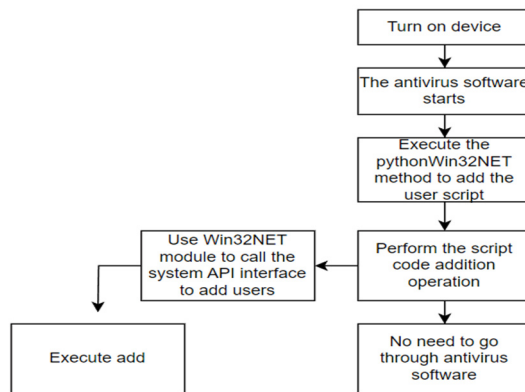 Turn on device
The antivirus software
starts
Execute the
pythonWin32NET
method to add the
user script
Use Win32NET
module to call the
system API interface
to add users
Perform the script
code addition
operation
Execute add
No need to go
through antivirus
software